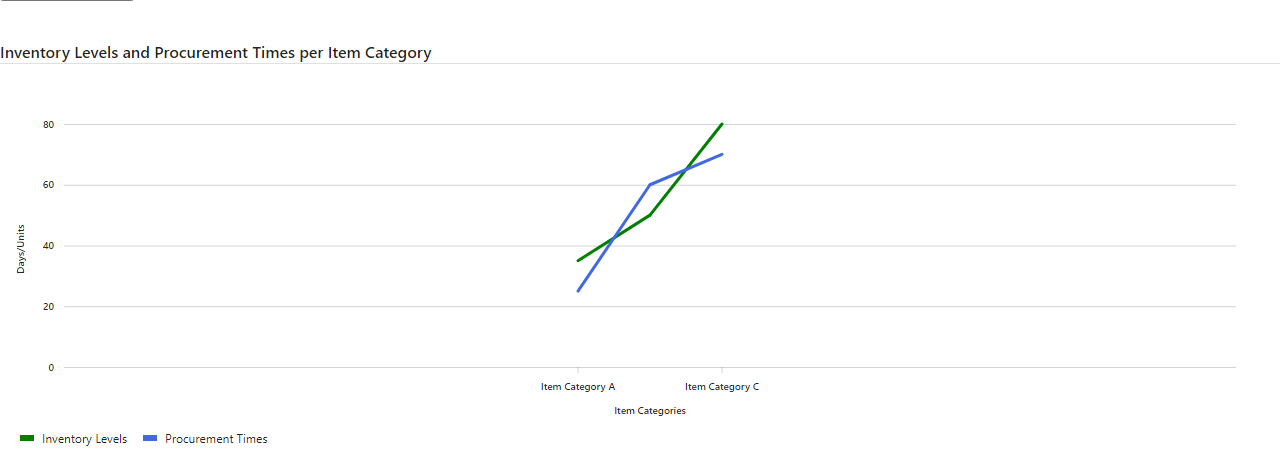 Inventory Levels and Procurement Times per Item Category
80
60
40
20
0
Days/Units
Item Category A
Item Category C
Item Categories
Inventory Levels
Procurement Times